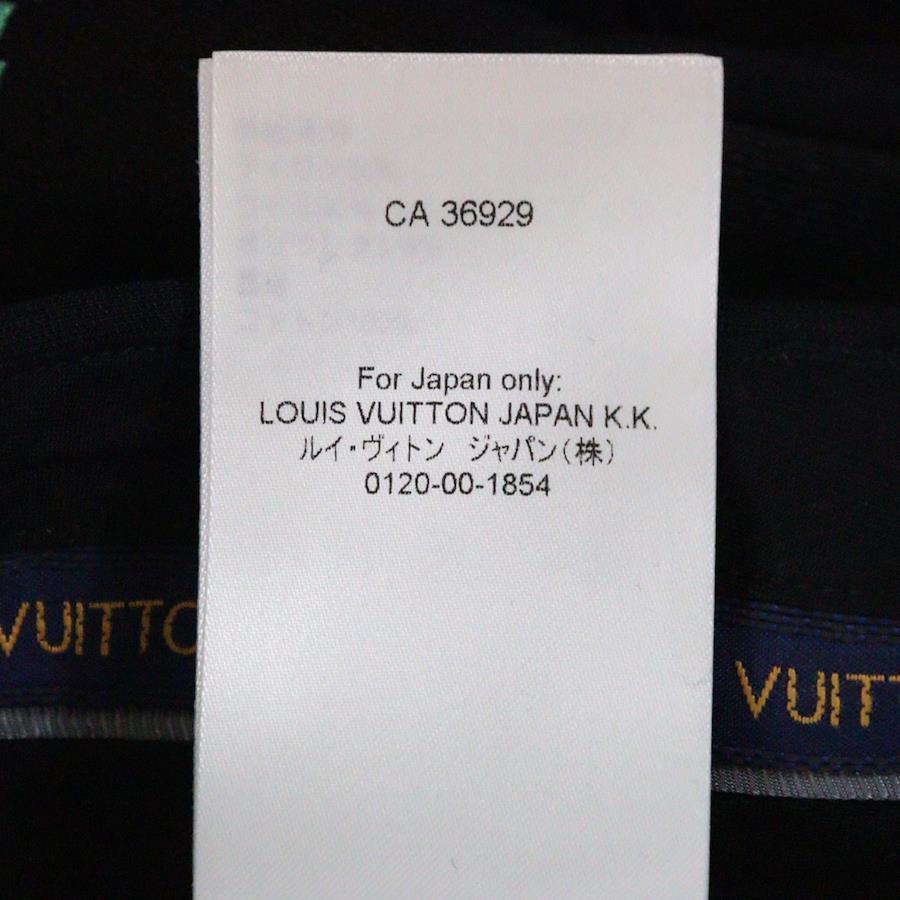 CA 36929
For Japan only:
LOUIS VUITTON JAPAN K.K.
ルイ・ヴィトン ジャパン(株)
0120-00-1854
VUITTO
VUIT